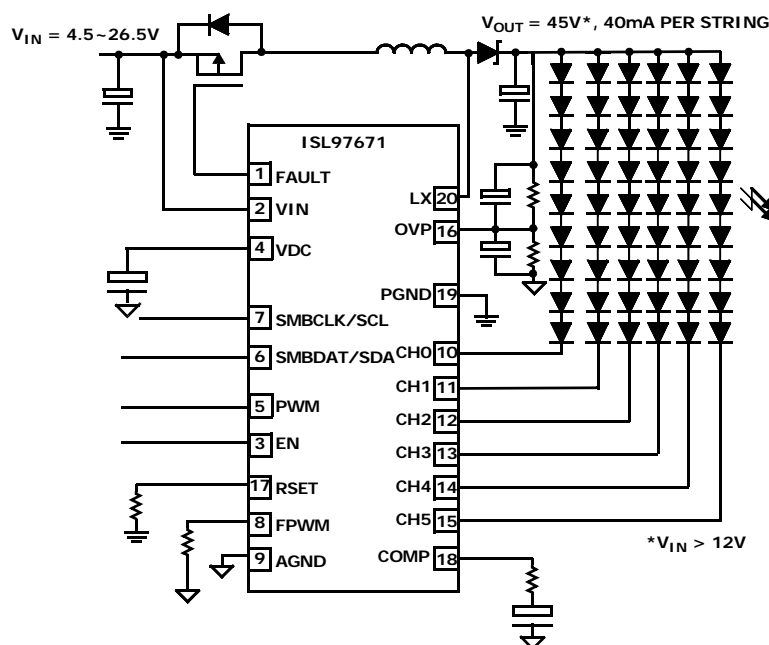 V_OUT = 45V*, 40mA PER STRING
V_IN = 4.5~26.5V
ISL97671
1 FAULT
2 VIN
4 VDC
7 SMBCLK/SCL
6 SMBDAT/SDA
5 PWM
3 EN
17 RSET
8 FPWM
9 AGND
LX 20
OVP 16
PGND 19
CH0 10
CH1 11
CH2 12
CH3 13
CH4 14
CH5 15
COMP 18
*V_IN > 12V